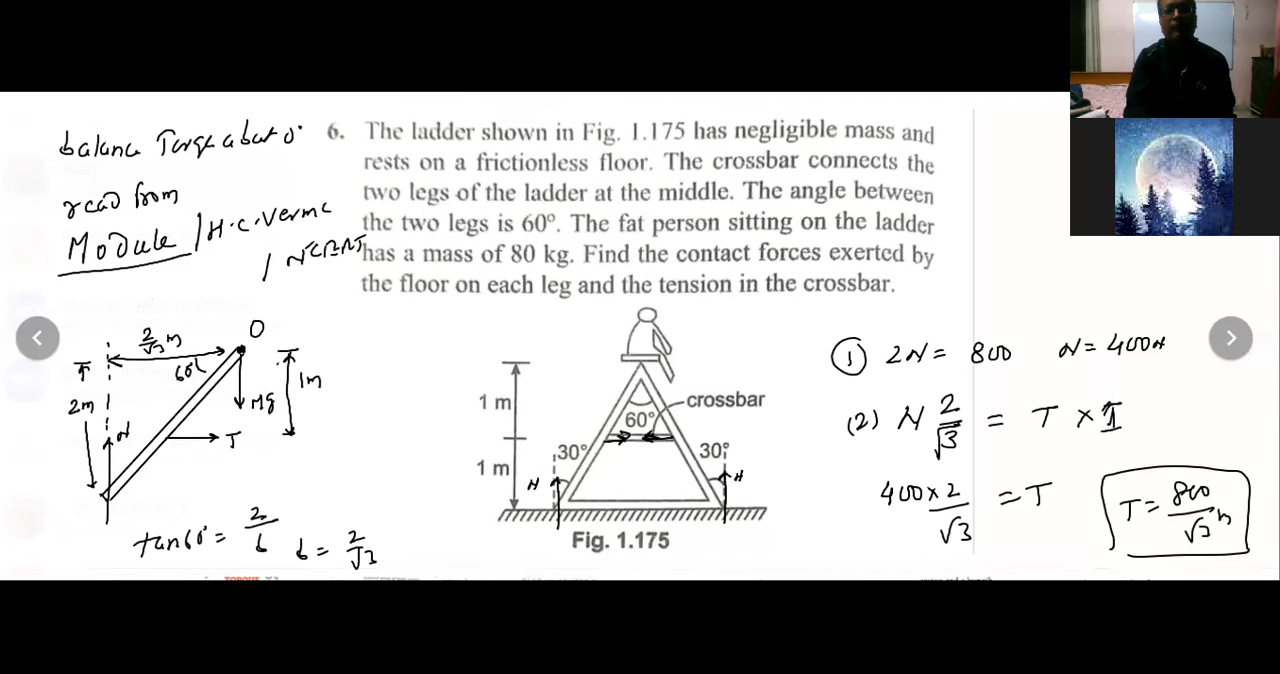 balance Torque about O
read from
Module / H.C. Verma
/ NCERT
6. The ladder shown in Fig. 1.175 has negligible mass and
rests on a frictionless floor. The crossbar connects the
two legs of the ladder at the middle. The angle between
the two legs is 60°. The fat person sitting on the ladder
has a mass of 80 kg. Find the contact forces exerted by
the floor on each leg and the tension in the crossbar.
O
2/√3 m
60°
1m
2m
Mg
N
T
tan60° = 2/b b = 2/√3
1 m
crossbar
60°
30°
30°
1 m
N
N
Fig. 1.175
(1) 2N = 800 N = 400N
(2) N 2/√3 = T × 1
400×2/√3 = T
T = 800/√3 N